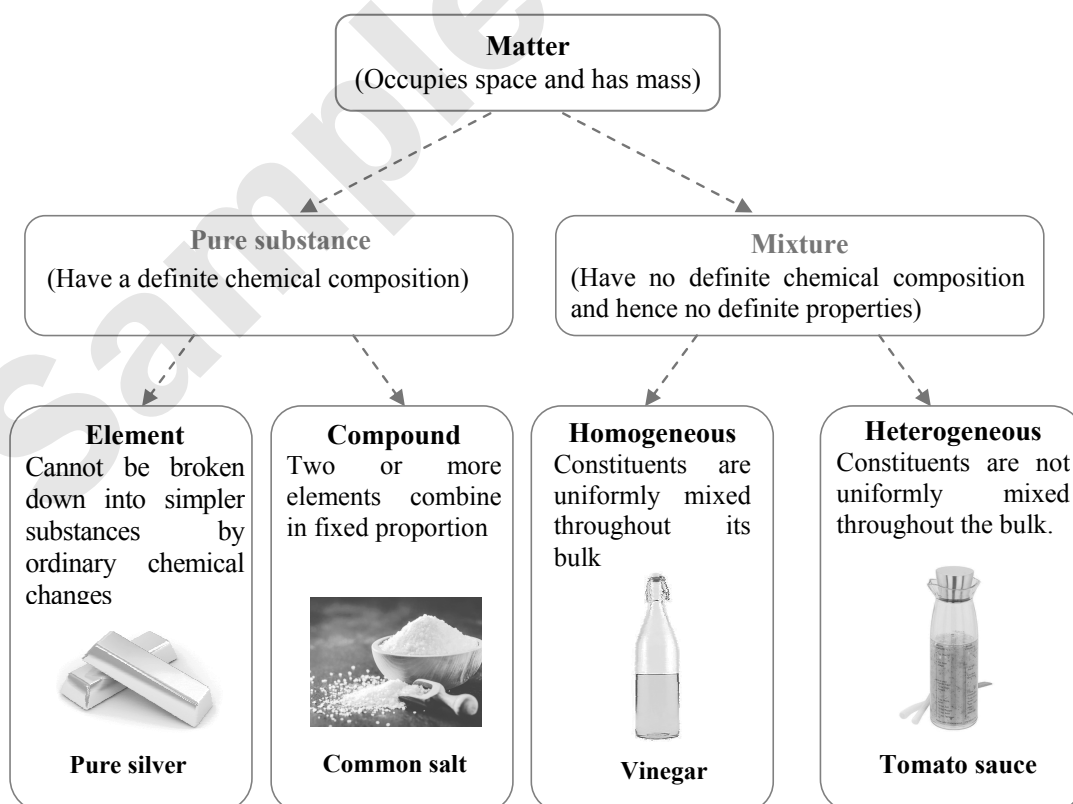 Sample
Matter
(Occupies space and has mass)
Pure substance
(Have a definite chemical composition)
Mixture
(Have no definite chemical composition
and hence no definite properties)
Element
Cannot be broken
down into simpler
substances by
ordinary chemical
changes
Pure silver
Compound
Two or more
elements combine
in fixed proportion
Common salt
Homogeneous
Constituents are
uniformly mixed
throughout its
bulk
Vinegar
Heterogeneous
Constituents are not
uniformly mixed
throughout the bulk.
Tomato sauce